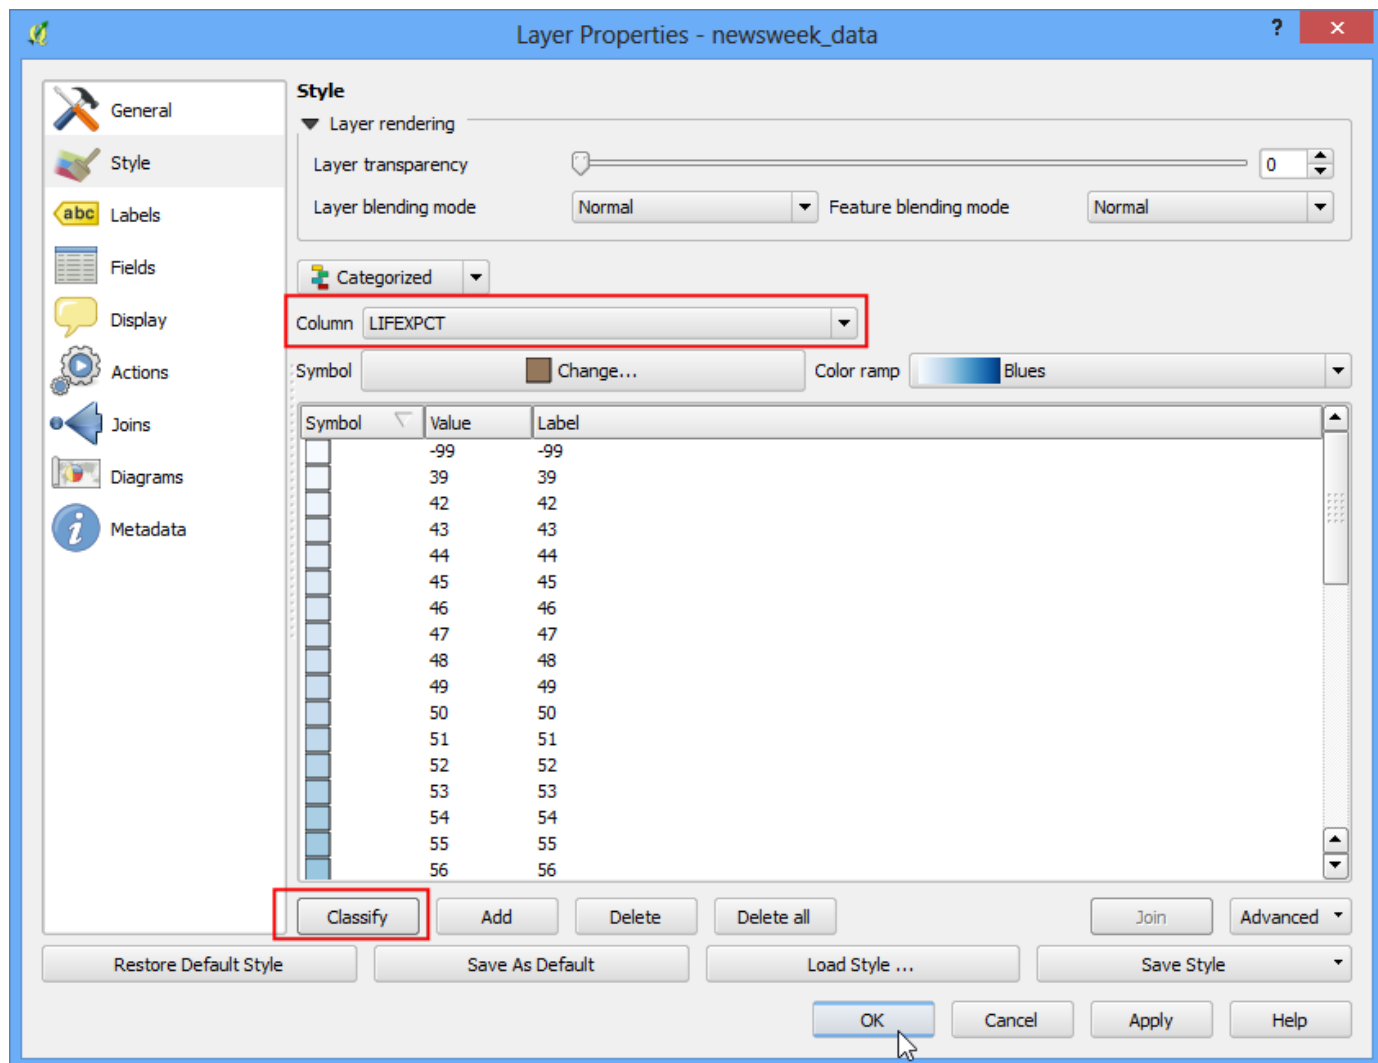 Layer Properties - newsweek_data
?
General
Style
Labels
abc
Fields
Display
Actions
Joins
Diagrams
i
Metadata
Style
Layer rendering
Layer transparency 0
Layer blending mode Normal Feature blending mode Normal
Categorized
Column LIFEXPCT
Symbol Change... Color ramp Blues
Symbol Value Label
-99 -99
39 39
42 42
43 43
44 44
45 45
46 46
47 47
48 48
49 49
50 50
51 51
52 52
53 53
54 54
55 55
56 56
Classify Add Delete Delete all Join Advanced
Restore Default Style Save As Default Load Style ... Save Style
OK Cancel Apply Help